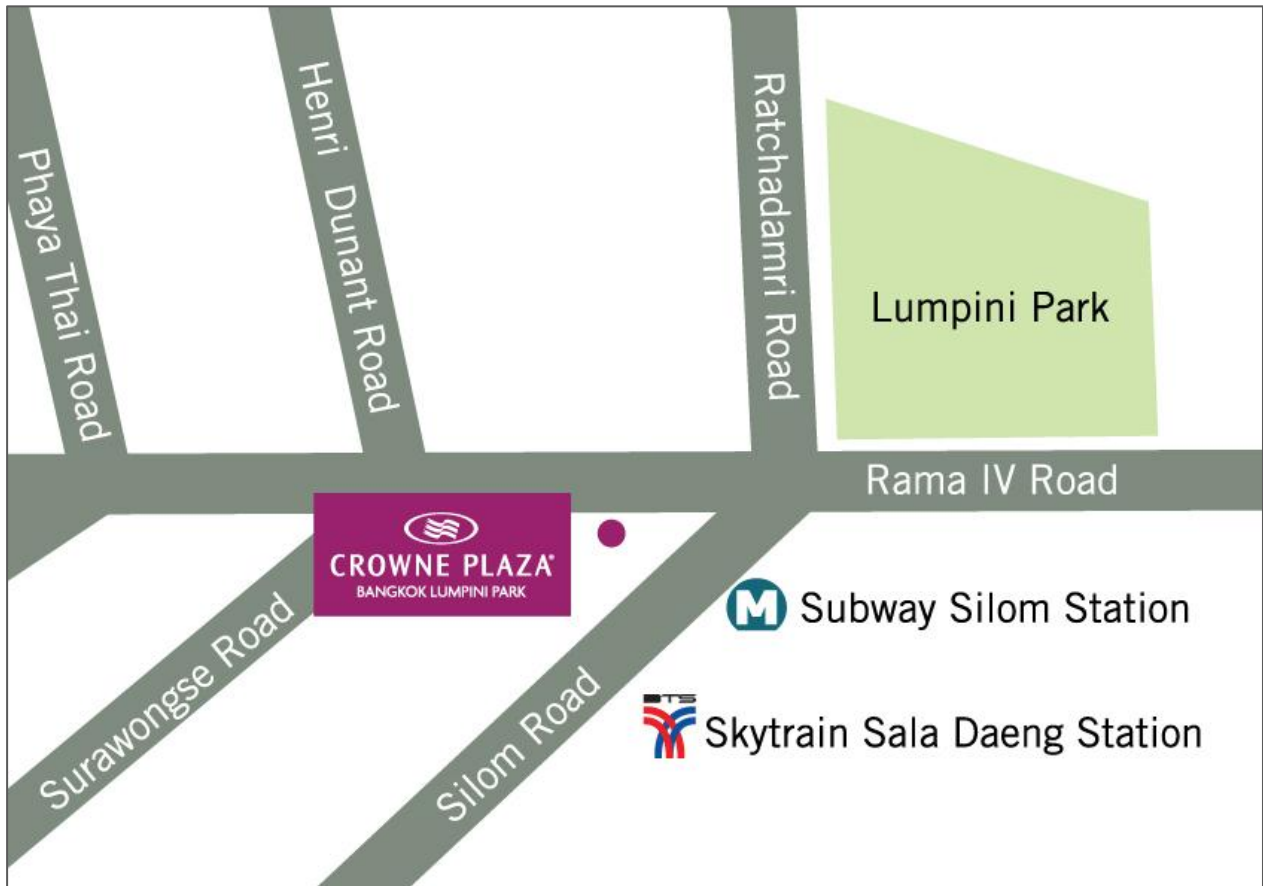 Phaya Thai Road
Henri Dunant Road
Ratchadamri Road
Lumpini Park
Rama IV Road
CROWNE PLAZA®
BANGKOK LUMPINI PARK
Surawongse Road
Silom Road
M Subway Silom Station
BTS
Skytrain Sala Daeng Station